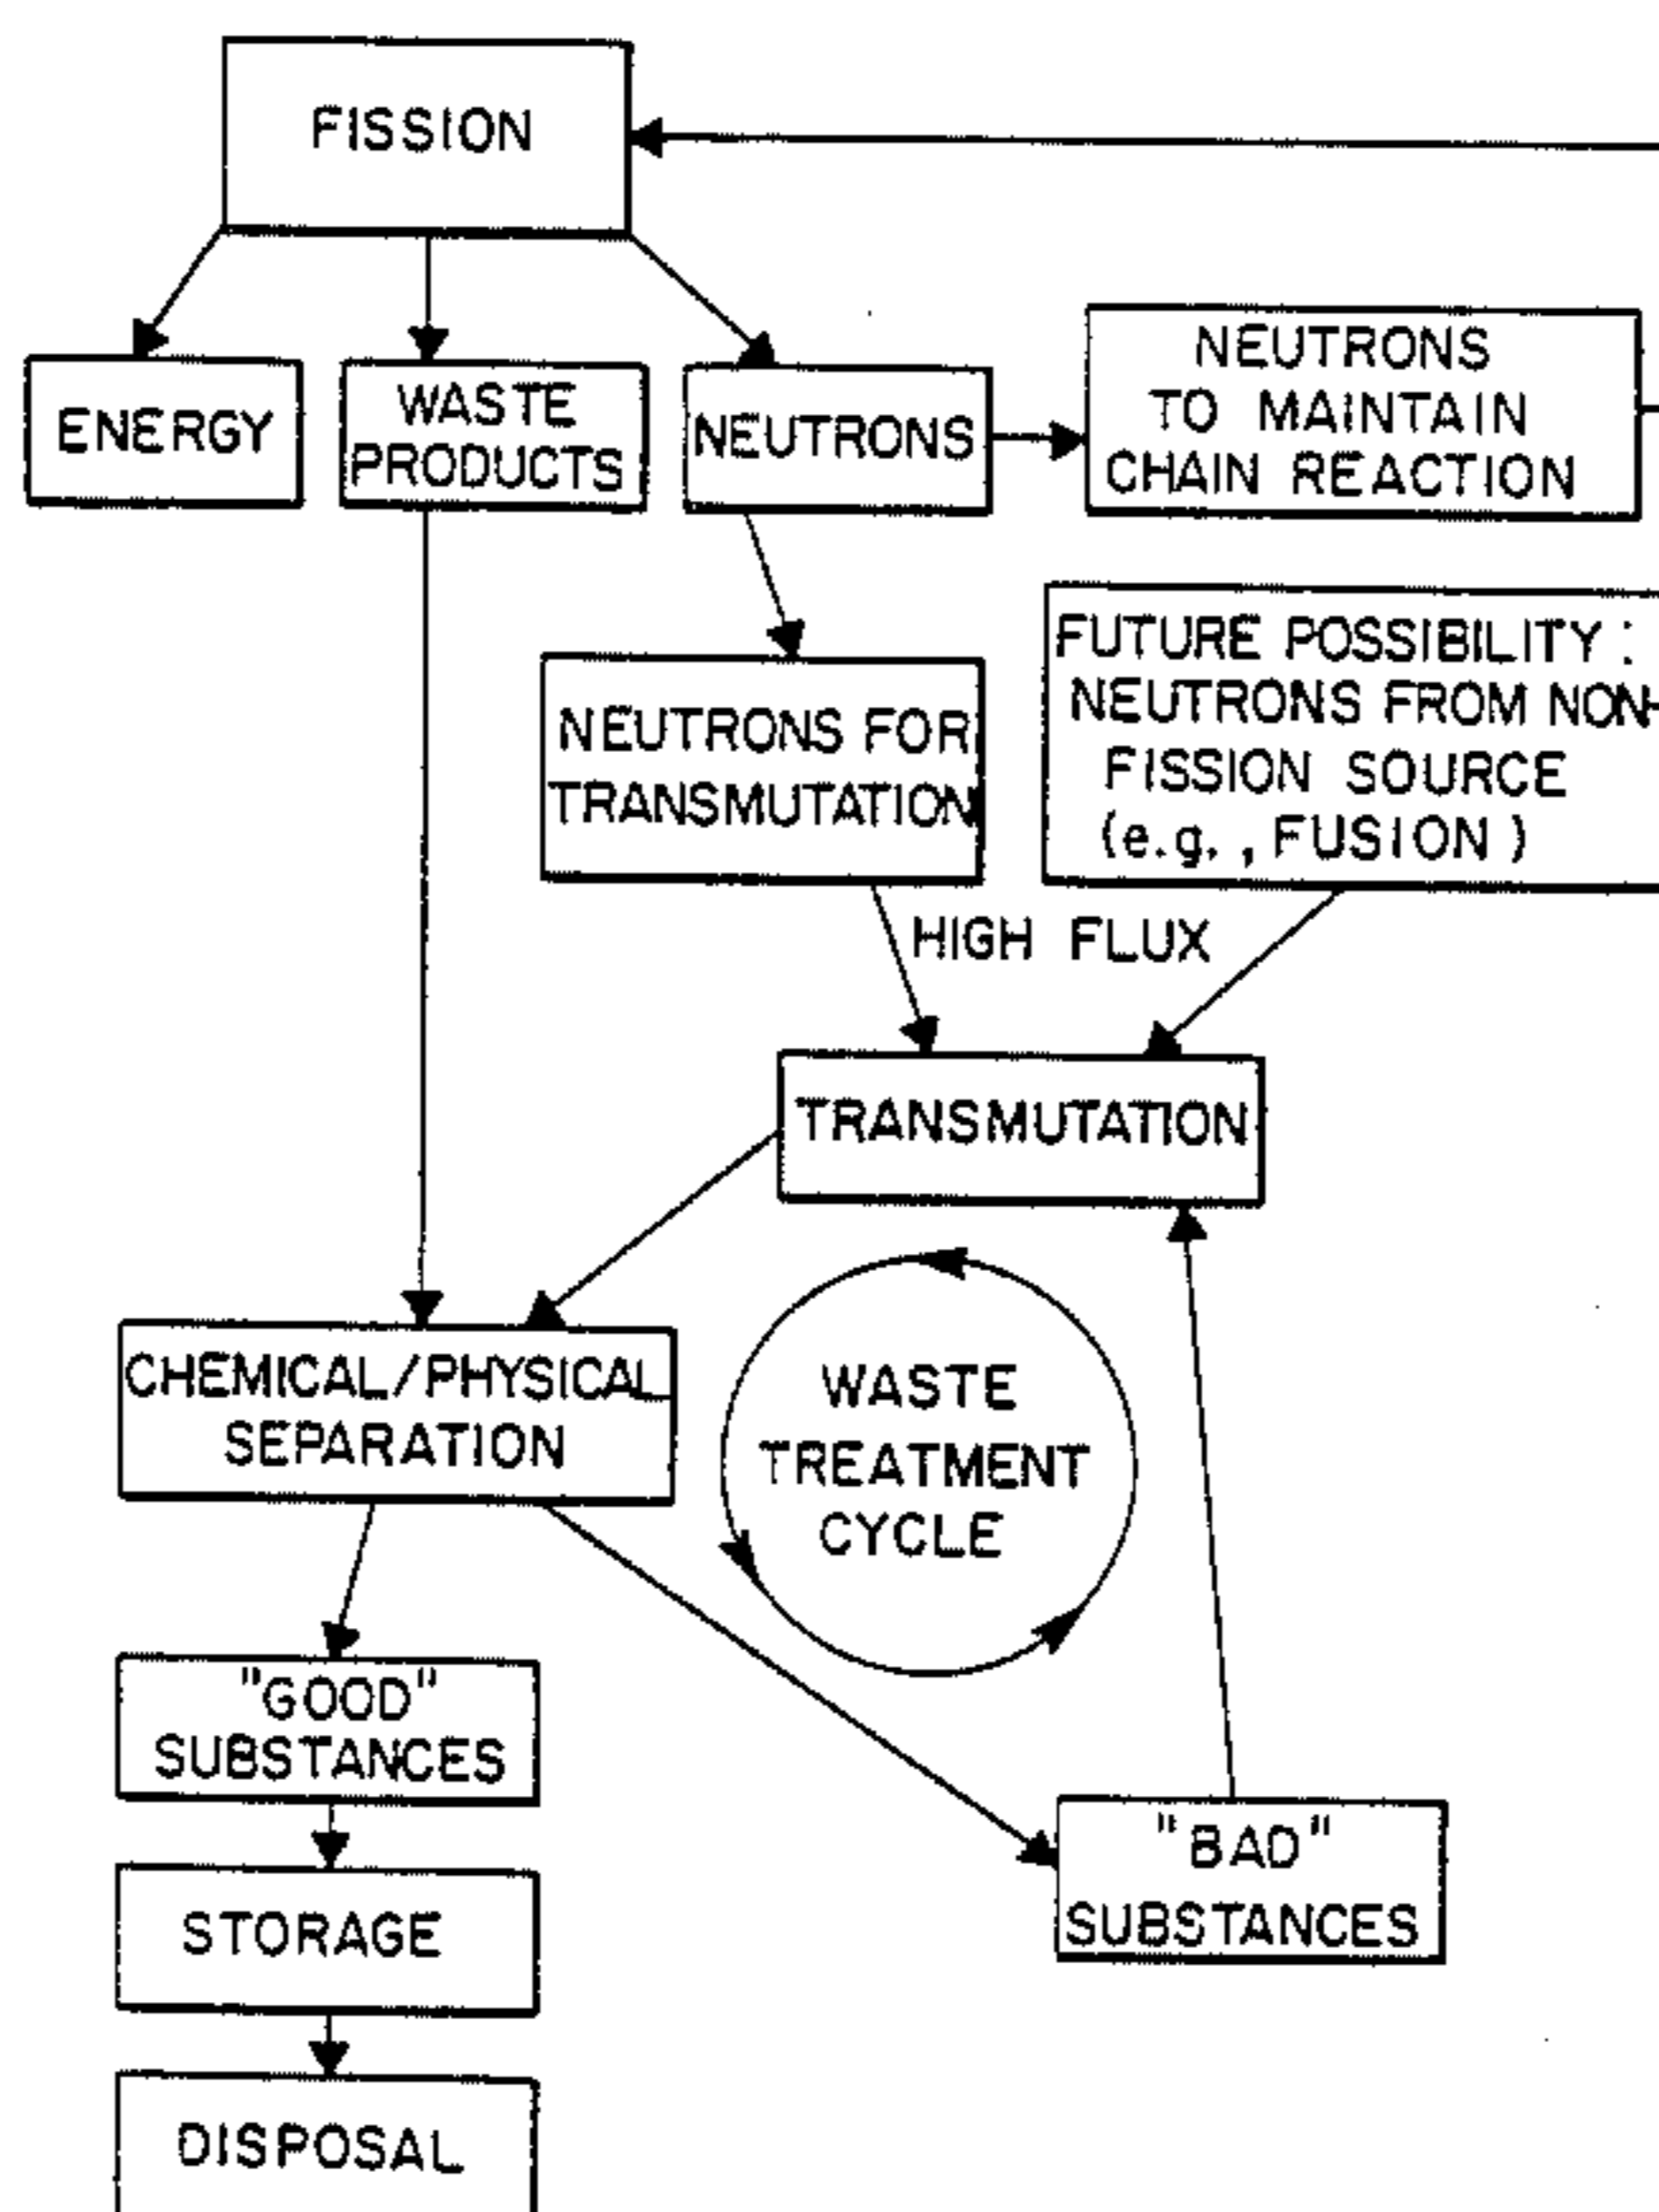 FISSION
ENERGY
WASTE
PRODUCTS
NEUTRONS
NEUTRONS
TO MAINTAIN
CHAIN REACTION
NEUTRONS FOR
TRANSMUTATION
FUTURE POSSIBILITY:
NEUTRONS FROM NON-
FISSION SOURCE
(e.g., FUSION)
HIGH FLUX
TRANSMUTATION
CHEMICAL/PHYSICAL
SEPARATION
WASTE
TREATMENT
CYCLE
"GOOD"
SUBSTANCES
"BAD"
SUBSTANCES
STORAGE
DISPOSAL